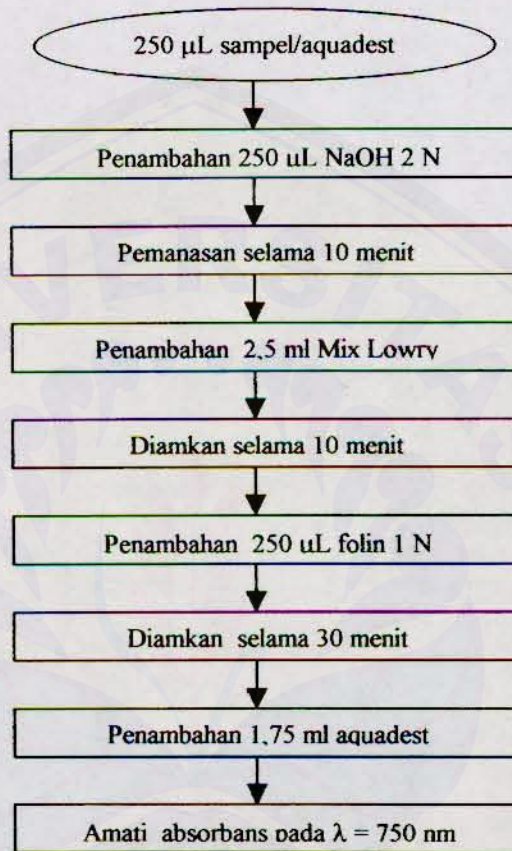 250 µL sampel/aquadest
Penambahan 250 µL NaOH 2 N
Pemanasan selama 10 menit
Penambahan 2,5 ml Mix Lowry
Diamkan selama 10 menit
Penambahan 250 uL folin 1 N
Diamkan selama 30 menit
Penambahan 1,75 ml aquadest
Amati absorbans pada λ = 750 nm